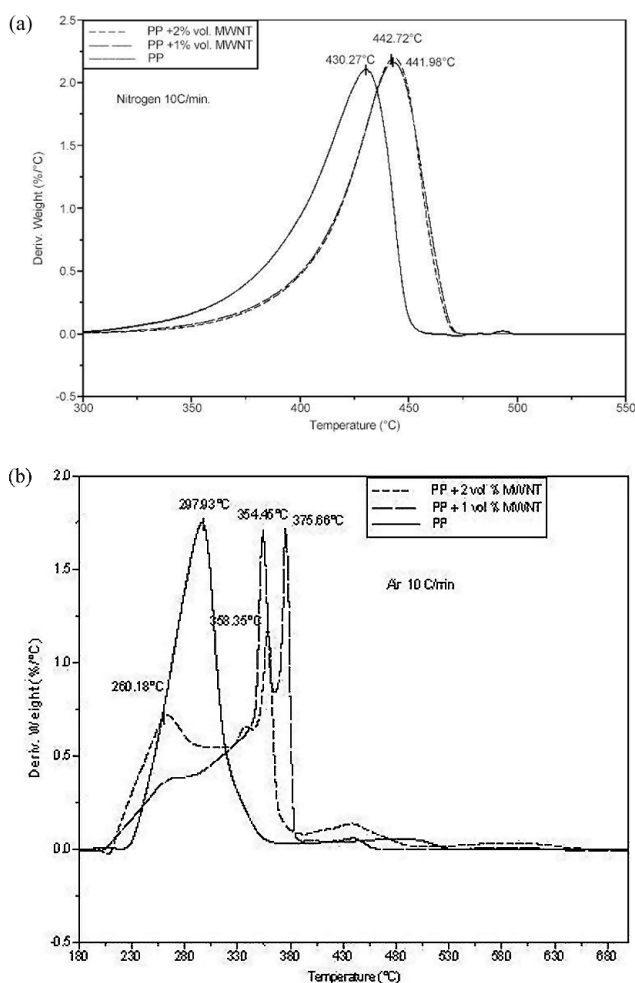 (a)
PP +2% vol. MWNT
PP +1% vol. MWNT
PP
Nitrogen 10C/min.
442.72°C
430.27°C
441.98°C
2.5
2.0
1.5
1.0
0.5
0.0
-0.5
Deriv. Weight (%/°C)
300
350
400
450
500
550
Temperature (°C)
(b)
PP + 2 vol % MWNT
PP + 1 vol % MWNT
PP
Air 10 C/min
297.93°C
354.45°C
375.66°C
358.35°C
260.18°C
2.0
1.5
1.0
0.5
0.0
-0.5
Deriv. Weight (%/°C)
180
230
280
330
380
430
480
530
580
630
680
Temperature (°C)